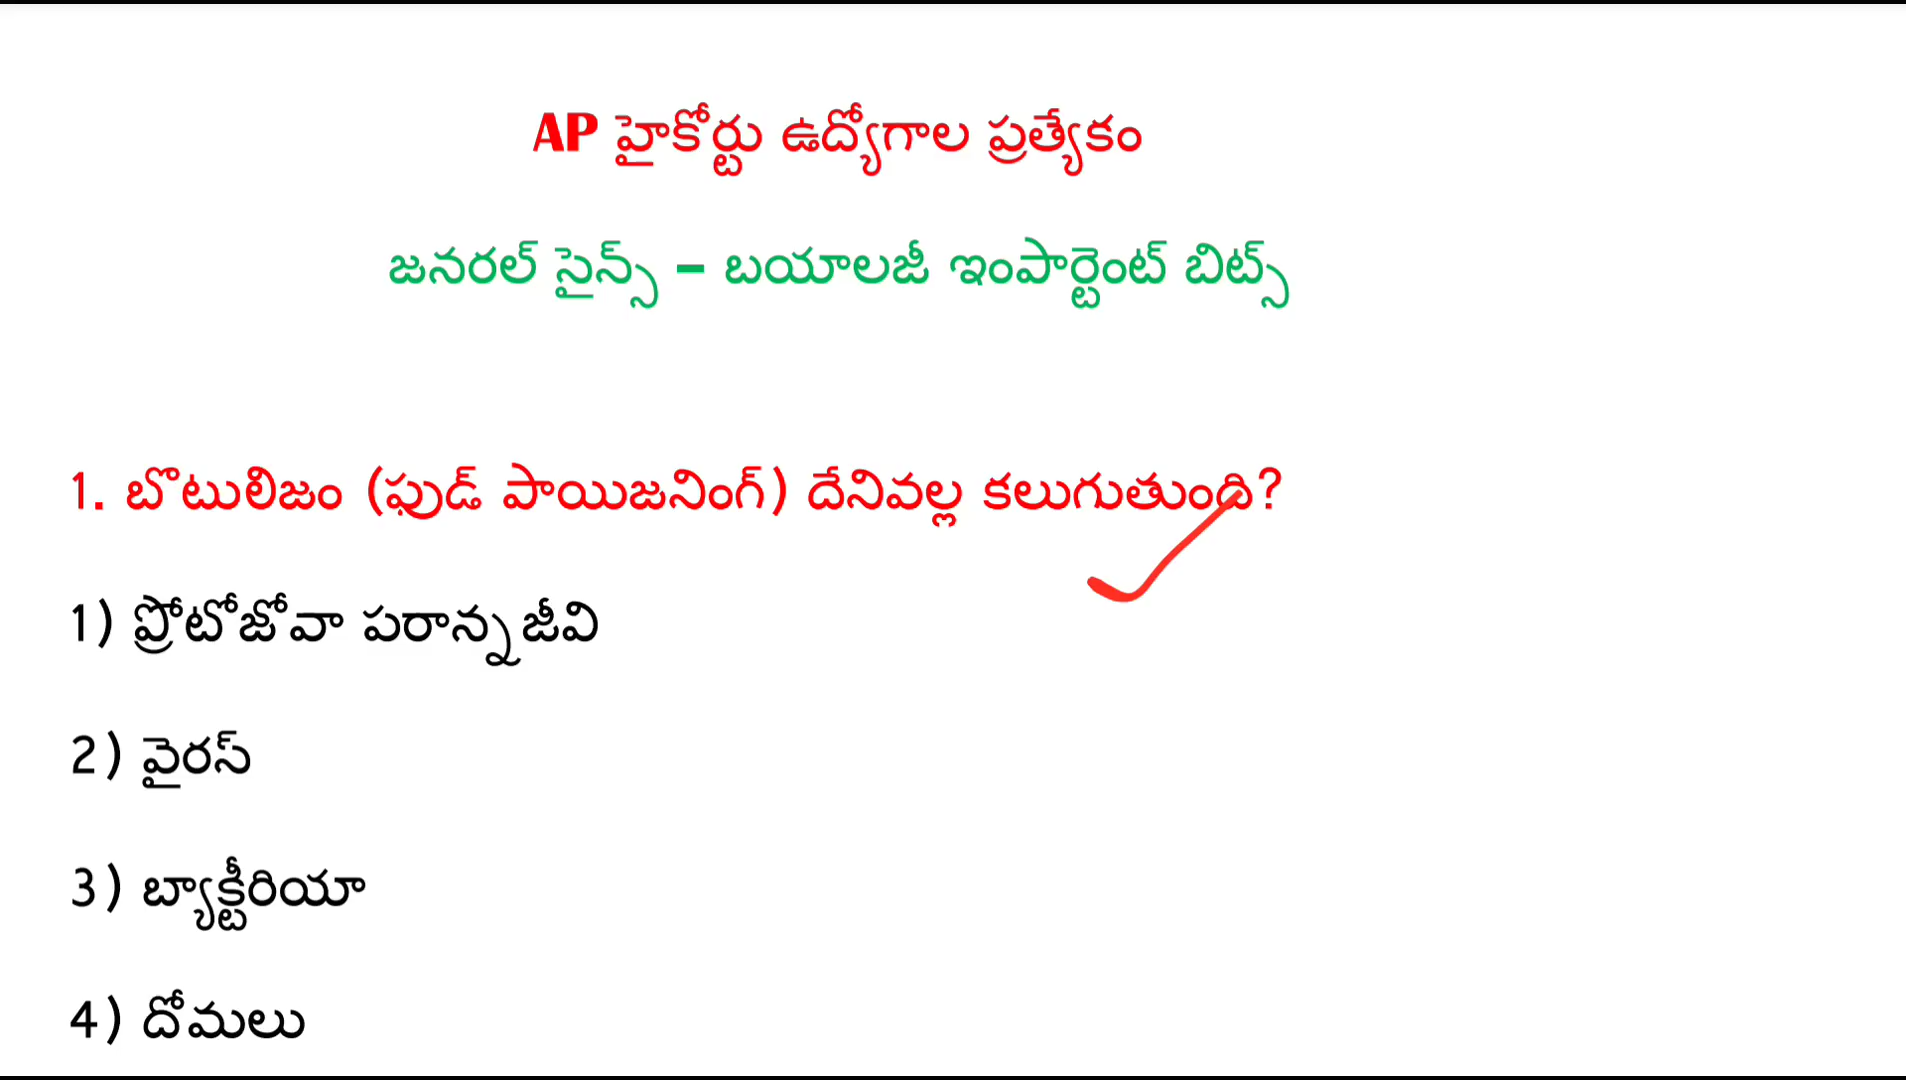 AP హైకోర్టు ఉద్యోగాల ప్రత్యేకం
జనరల్ సైన్స్ – బయాలజీ ఇంపార్టెంట్ బిట్స్
1. బొటులిజం (ఫుడ్ పాయిజనింగ్) దేనివల్ల కలుగుతుంది?
1) ప్రోటోజోవా పరాన్నజీవి
2) వైరస్
3) బ్యాక్టీరియా
4) దోమలు